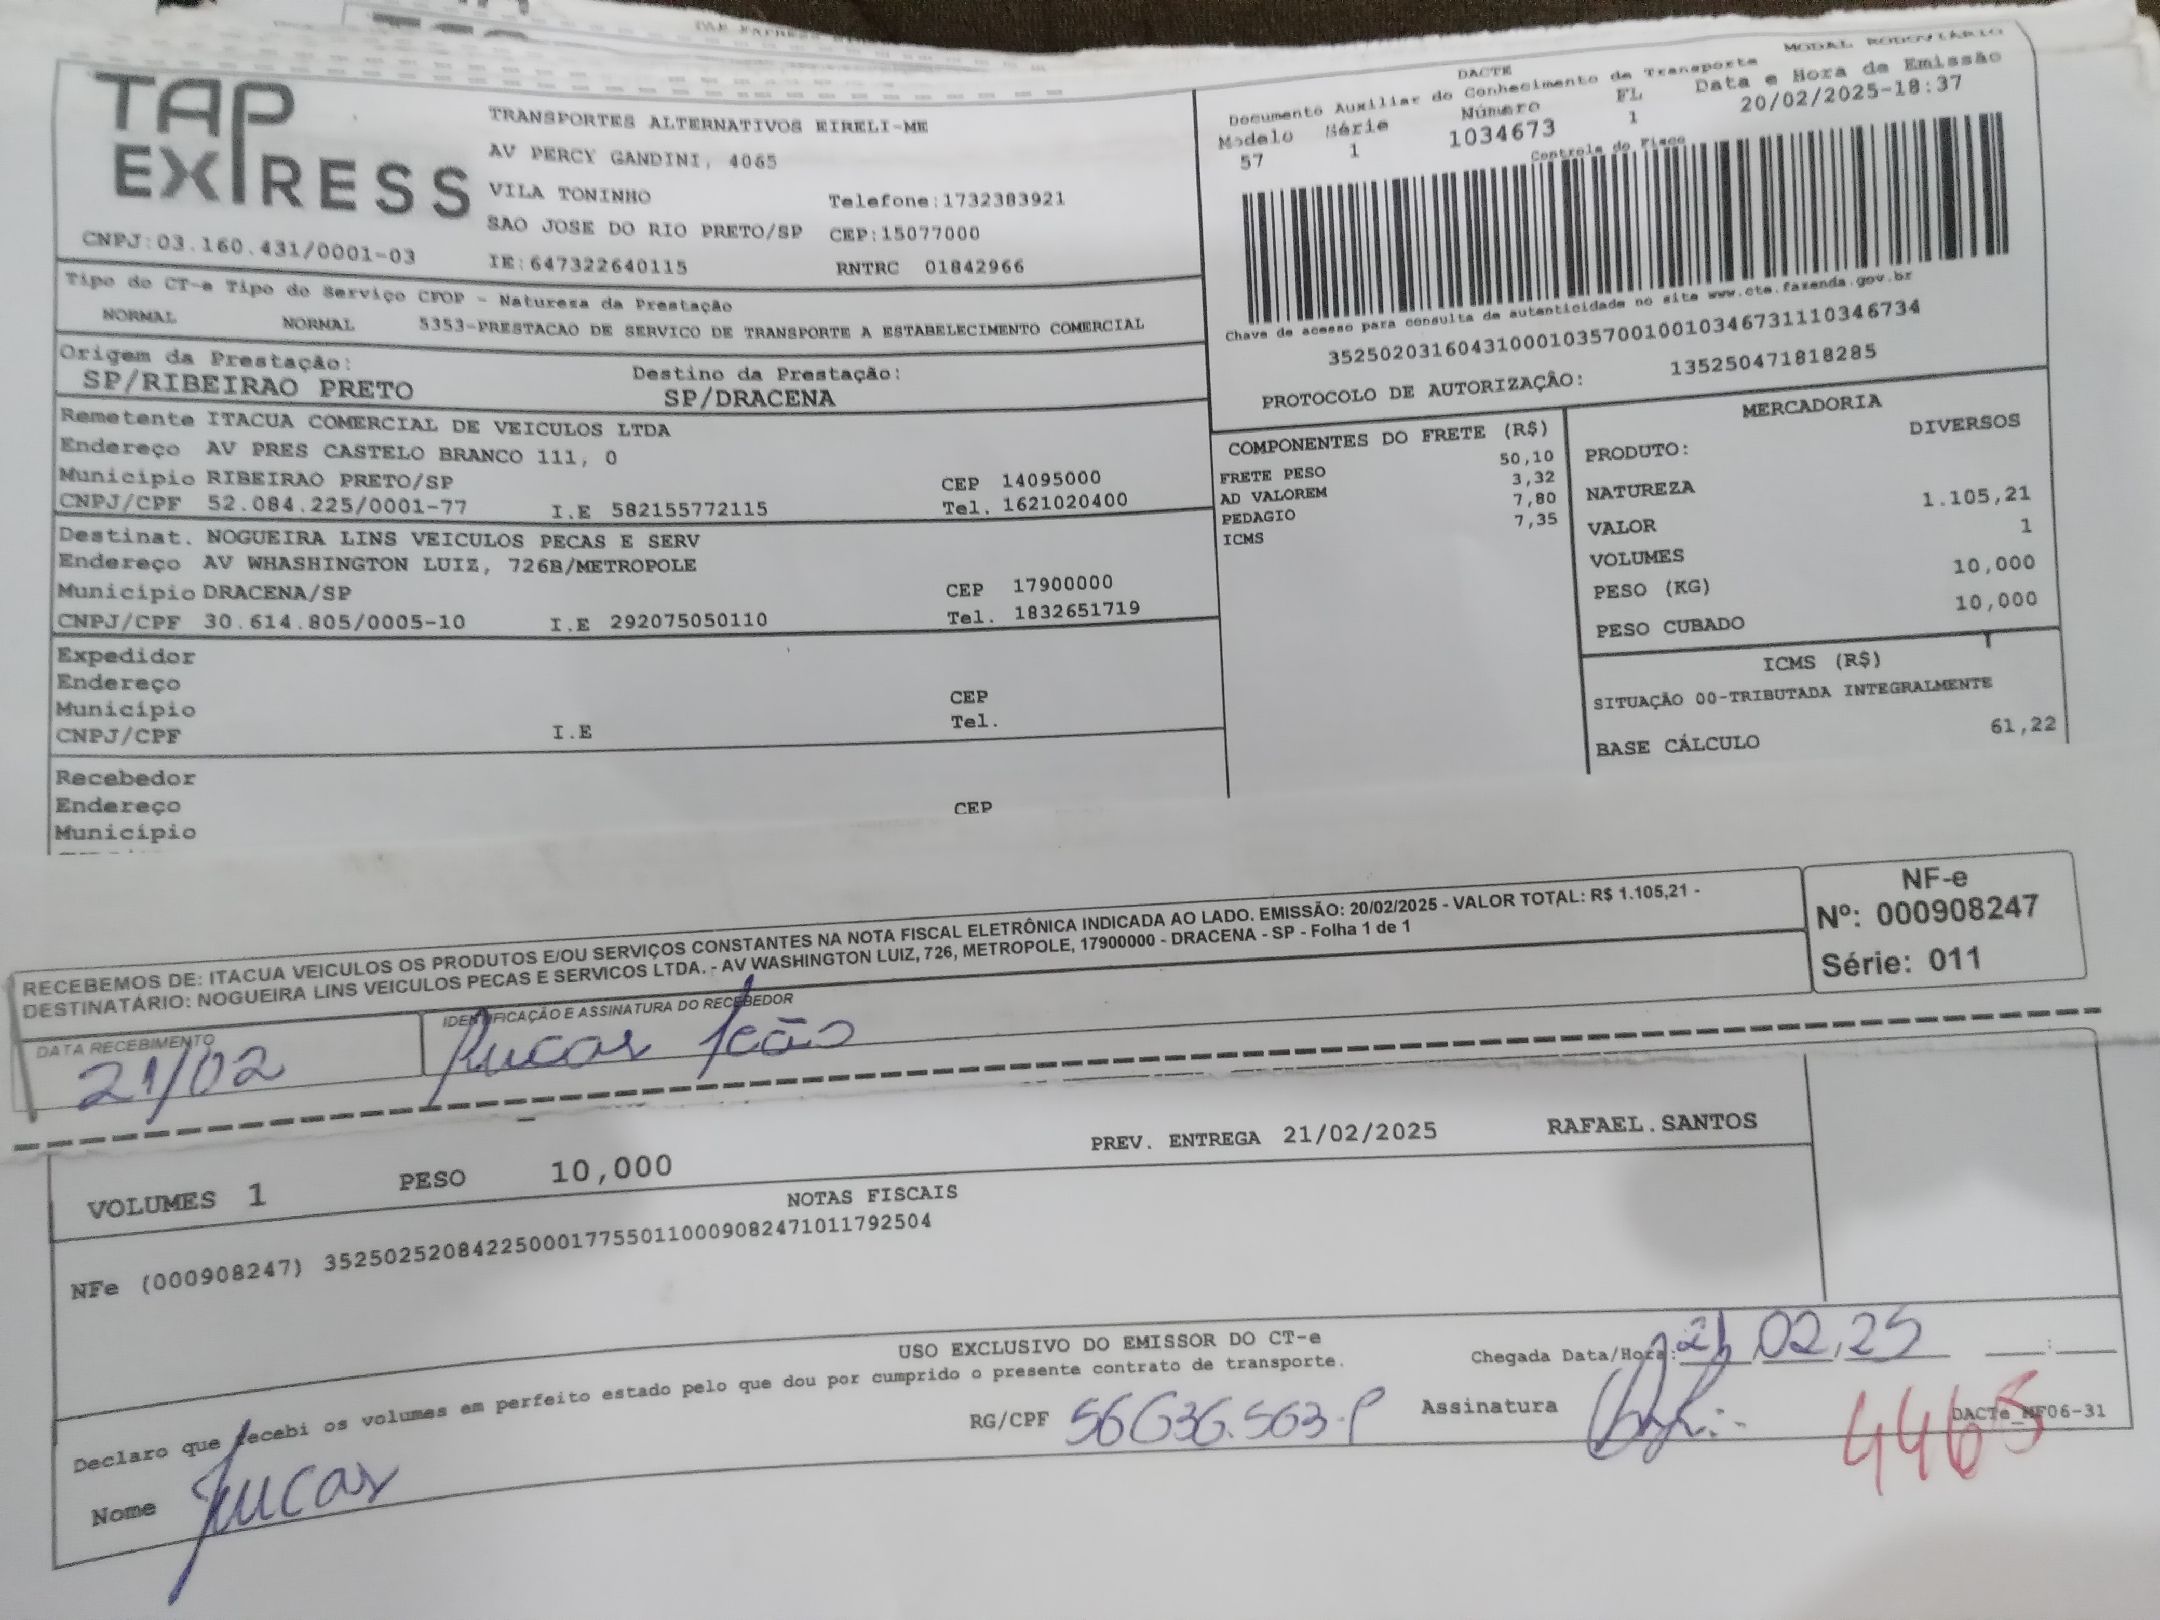 TAP EXPRESS
CNPJ:03.160.431/0001-03
TRANSPORTES ALTERNATIVOS EIRELI-ME
AV PERCY GANDINI, 4065
VILA TONINHO Telefone:1732383921
SAO JOSE DO RIO PRETO/SP CEP:15077000
IE:647322640115 RNTRC 01842966
MODAL RODOVIÁRIO
DACTE
Documento Auxiliar do Conhecimento de Transporte
Modelo Série Número FL Data e Hora de Emissão
57 1 1034673 1 20/02/2025-18:37
Controle do Fisco
Chave de acesso para consulta de autenticidade no site www.cte.fazenda.gov.br
35250203160431000103570010010346731110346734
PROTOCOLO DE AUTORIZAÇÃO: 135250471818285
Tipo do CT-e Tipo do Serviço CFOP - Natureza da Prestação
NORMAL NORMAL 5353-PRESTACAO DE SERVICO DE TRANSPORTE A ESTABELECIMENTO COMERCIAL
Origem da Prestação: Destino da Prestação:
SP/RIBEIRAO PRETO SP/DRACENA
Remetente ITACUA COMERCIAL DE VEICULOS LTDA
Endereço AV PRES CASTELO BRANCO 111, 0
Município RIBEIRAO PRETO/SP CEP 14095000
CNPJ/CPF 52.084.225/0001-77 I.E 582155772115 Tel. 1621020400
Destinat. NOGUEIRA LINS VEICULOS PECAS E SERV
Endereço AV WHASHINGTON LUIZ, 726B/METROPOLE
Município DRACENA/SP CEP 17900000
CNPJ/CPF 30.614.805/0005-10 I.E 292075050110 Tel. 1832651719
Expedidor
Endereço
Município CEP
CNPJ/CPF I.E Tel.
Recebedor
Endereço CEP
Município
COMPONENTES DO FRETE (R$)
FRETE PESO 50,10
AD VALOREM 3,32
PEDAGIO 7,80
ICMS 7,35
MERCADORIA
PRODUTO: DIVERSOS
NATUREZA
VALOR 1.105,21
VOLUMES 1
PESO (KG) 10,000
PESO CUBADO 10,000
ICMS (R$)
SITUAÇÃO 00-TRIBUTADA INTEGRALMENTE
BASE CÁLCULO 61,22
RECEBEMOS DE: ITACUA VEICULOS OS PRODUTOS E/OU SERVIÇOS CONSTANTES NA NOTA FISCAL ELETRÔNICA INDICADA AO LADO. EMISSÃO: 20/02/2025 - VALOR TOTAL: R$ 1.105,21 -
DESTINATÁRIO: NOGUEIRA LINS VEICULOS PECAS E SERVICOS LTDA. - AV WASHINGTON LUIZ, 726, METROPOLE, 17900000 - DRACENA - SP - Folha 1 de 1
NF-e
Nº: 000908247
Série: 011
DATA RECEBIMENTO IDENTIFICAÇÃO E ASSINATURA DO RECEBEDOR
21/02 Lucas
VOLUMES 1 PESO 10,000 PREV. ENTREGA 21/02/2025 RAFAEL.SANTOS
NOTAS FISCAIS
NFe (000908247) 35250252084225000177550110009082471011792504
USO EXCLUSIVO DO EMISSOR DO CT-e
Declaro que recebi os volumes em perfeito estado pelo que dou por cumprido o presente contrato de transporte.
Chegada Data/Hora: 21 02 25 :
Nome Lucas RG/CPF Assinatura
DACTe_MF06-31
4465